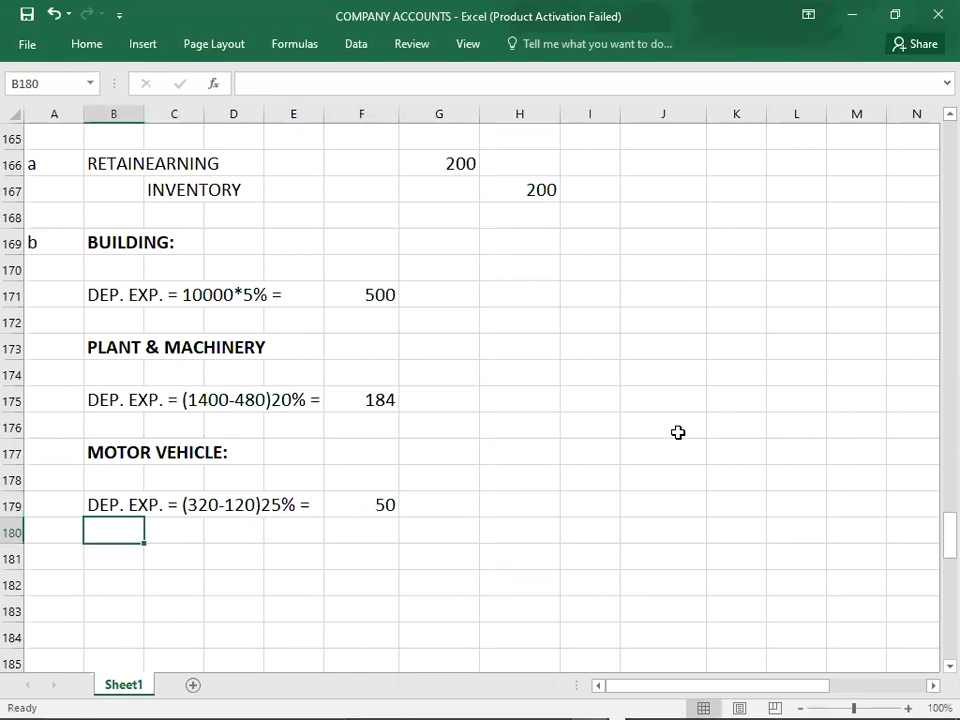 COMPANY ACCOUNTS - Excel (Product Activation Failed)
File Home Insert Page Layout Formulas Data Review View Tell me what you want to do... Share
B180 fx
A B C D E F G H I J K L M N
165
166 a RETAINEARNING 200
167 INVENTORY 200
168
169 b BUILDING:
170
171 DEP. EXP. = 10000*5% = 500
172
173 PLANT & MACHINERY
174
175 DEP. EXP. = (1400-480)20% = 184
176
177 MOTOR VEHICLE:
178
179 DEP. EXP. = (320-120)25% = 50
180
181
182
183
184
185
Sheet1
Ready 100%